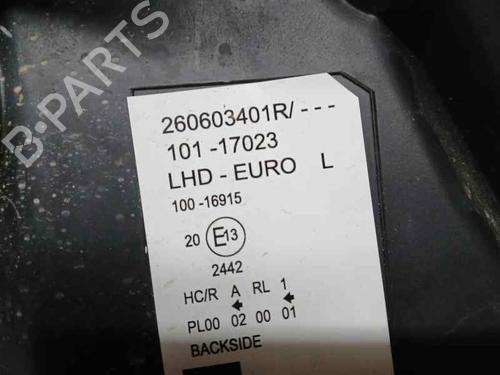 260603401R/ - - -
101 -17023
LHD - EURO L
100 -16915
20 E13
2442
HC/R A RL 1
PL00 02 00 01
BACKSIDE
B-PARTS